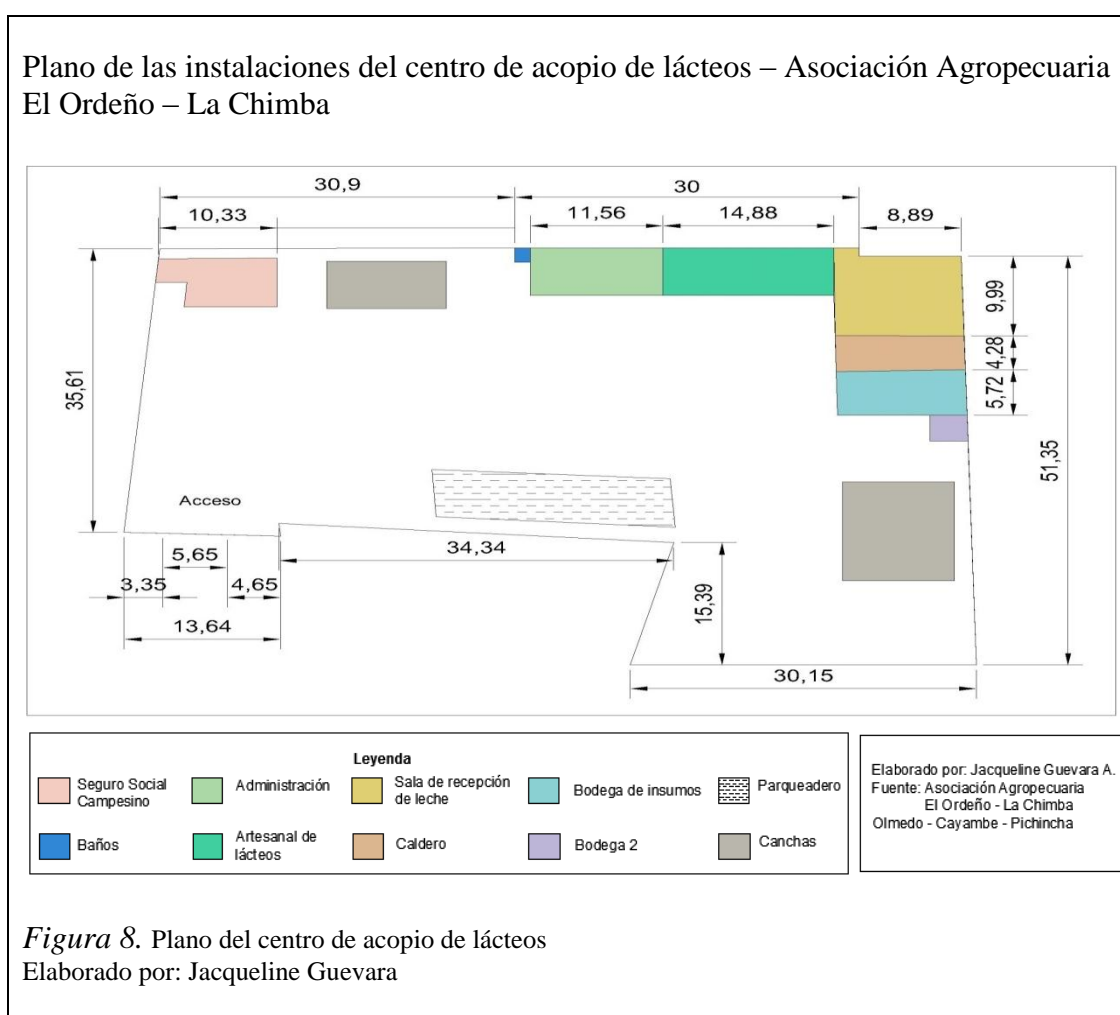 Plano de las instalaciones del centro de acopio de lácteos – Asociación Agropecuaria
El Ordeño – La Chimba
30,9
30
10,33
11,56
14,88
8,89
9,99
4,28
5,72
35,61
51,35
Acceso
34,34
5,65
3,35
4,65
13,64
15,39
30,15
Leyenda
Seguro Social
Campesino
Administración
Sala de recepción
de leche
Bodega de insumos
Parqueadero
Baños
Artesanal de
lácteos
Caldero
Bodega 2
Canchas
Elaborado por: Jacqueline Guevara A.
Fuente: Asociación Agropecuaria
El Ordeño - La Chimba
Olmedo - Cayambe - Pichincha
Figura 8. Plano del centro de acopio de lácteos
Elaborado por: Jacqueline Guevara